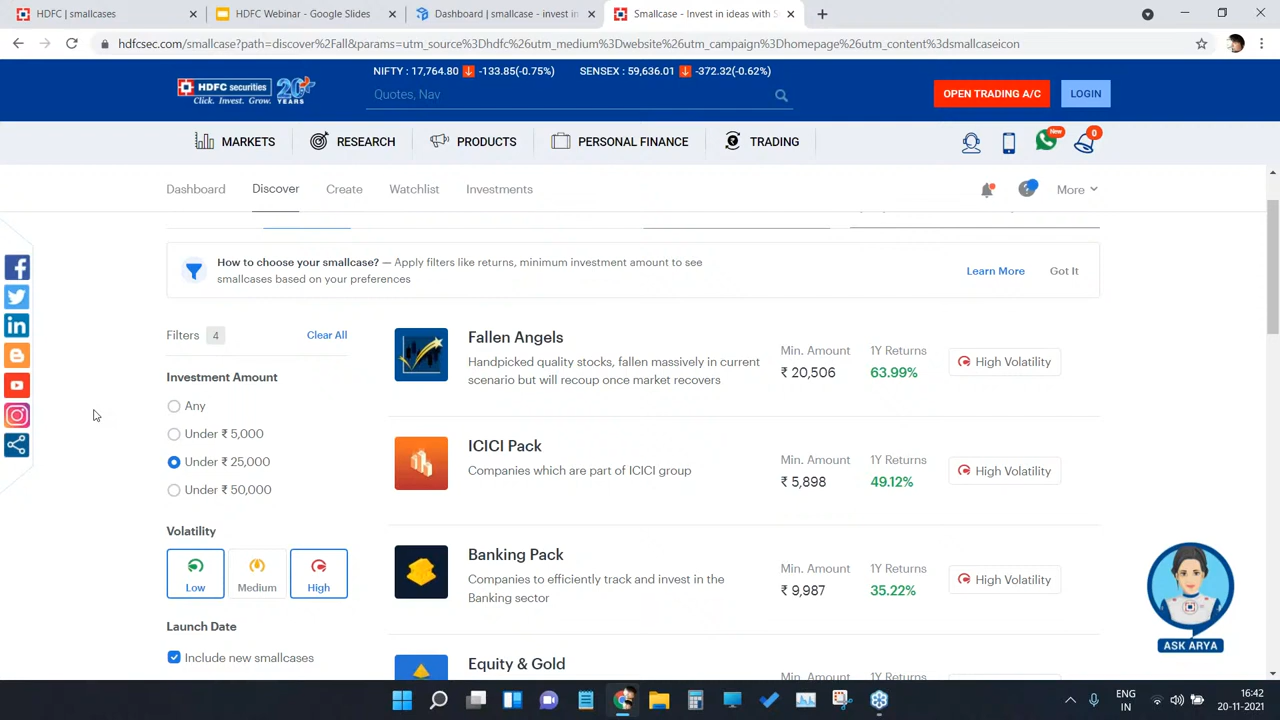 HDFC | smallcases
HDFC Webinar - Google Slides
Dashboard | smallcase - invest in
Smallcase - Invest in ideas with S
hdfcsec.com/smallcase?path=discover%2Fall&params=utm_source%3Dhdfc%26utm_medium%3Dwebsite%26utm_campaign%3Dhomepage%26utm_content%3dsmallcaseicon
HDFC securities
Click. Invest. Grow.
20 YEARS
NIFTY : 17,764.80 -133.85(-0.75%)
SENSEX : 59,636.01 -372.32(-0.62%)
Quotes, Nav
OPEN TRADING A/C
LOGIN
MARKETS
RESEARCH
PRODUCTS
PERSONAL FINANCE
TRADING
New
0
Dashboard
Discover
Create
Watchlist
Investments
More
How to choose your smallcase? — Apply filters like returns, minimum investment amount to see
smallcases based on your preferences
Learn More
Got It
Filters 4
Clear All
Investment Amount
Any
Under ₹ 5,000
Under ₹ 25,000
Under ₹ 50,000
Volatility
Low
Medium
High
Launch Date
Include new smallcases
Fallen Angels
Handpicked quality stocks, fallen massively in current
scenario but will recoup once market recovers
Min. Amount
₹ 20,506
1Y Returns
63.99%
High Volatility
ICICI Pack
Companies which are part of ICICI group
Min. Amount
₹ 5,898
1Y Returns
49.12%
High Volatility
Banking Pack
Companies to efficiently track and invest in the
Banking sector
Min. Amount
₹ 9,987
1Y Returns
35.22%
High Volatility
Equity & Gold
Min. Amount
1Y Returns
ASK ARYA
ENG
IN
16:42
20-11-2021